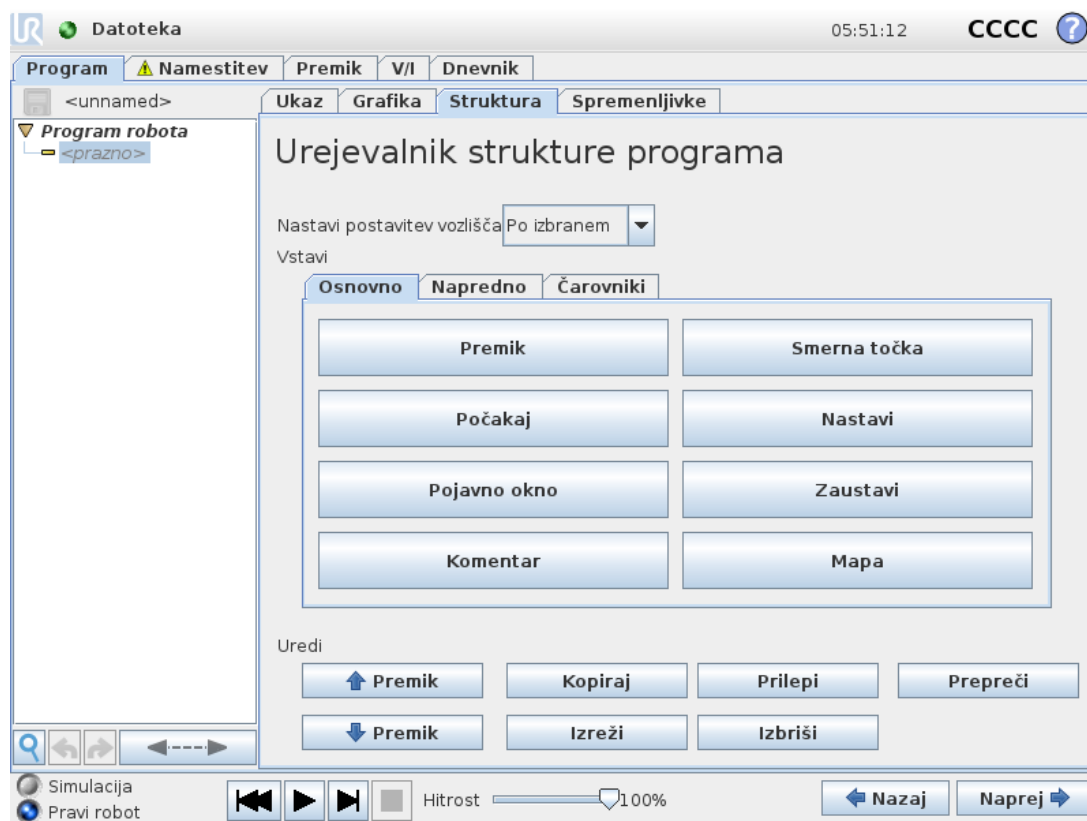 UR Datoteka 05:51:12 CCCC ?
Program Namestitev Premik V/I Dnevnik
<unnamed>
Ukaz Grafika Struktura Spremenljivke
Program robota
<prazno>
Urejevalnik strukture programa
Nastavi postavitev vozlišča Po izbranem
Vstavi
Osnovno Napredno Čarovniki
Premik Smerna točka
Počakaj Nastavi
Pojavno okno Zaustavi
Komentar Mapa
Uredi
Premik Kopiraj Prilepi Prepreči
Premik Izreži Izbriši
Simulacija
Pravi robot
Hitrost 100%
Nazaj Naprej